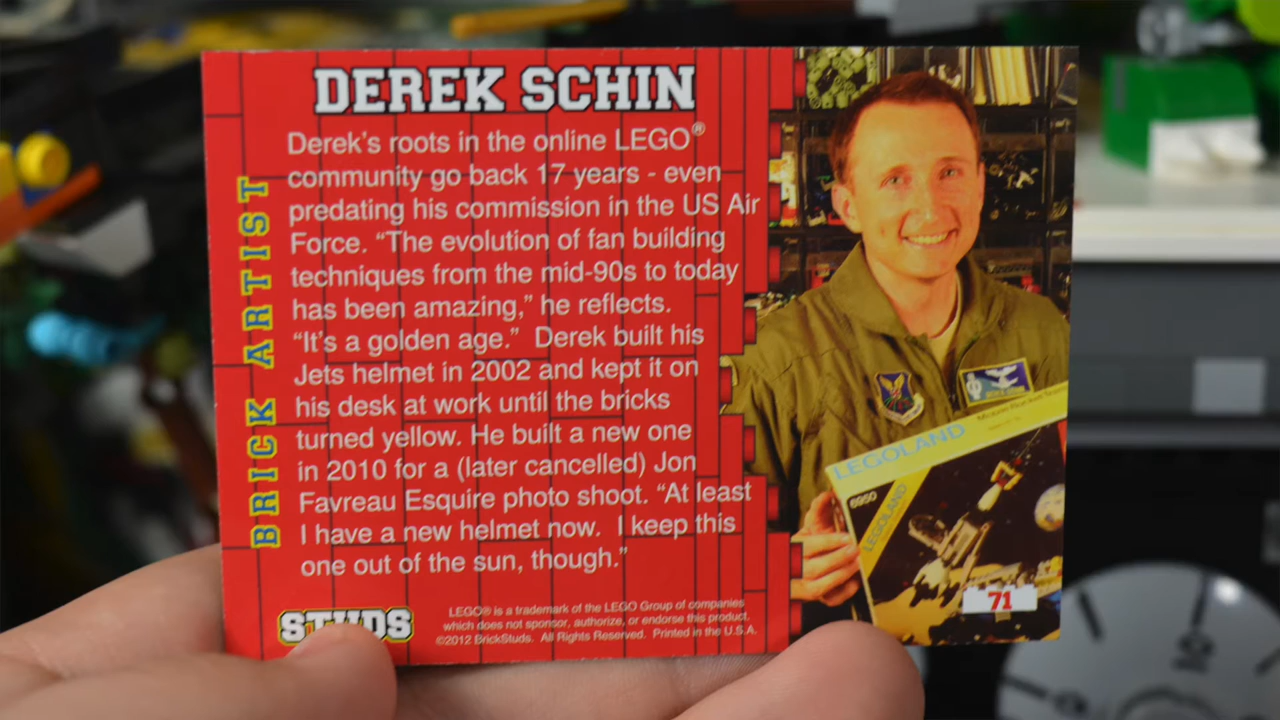 DEREK SCHIN
Derek's roots in the online LEGO®
community go back 17 years - even
predating his commission in the US Air
Force. “The evolution of fan building
techniques from the mid-90s to today
has been amazing,” he reflects.
“It's a golden age.” Derek built his
Jets helmet in 2002 and kept it on
his desk at work until the bricks
turned yellow. He built a new one
in 2010 for a (later cancelled) Jon
Favreau Esquire photo shoot. “At least
I have a new helmet now. I keep this
one out of the sun, though.”
BRICK ARTIST
STUDS
LEGO® is a trademark of the LEGO Group of companies
which does not sponsor, authorize, or endorse this product.
©2012 BrickStuds. All Rights Reserved. Printed in the U.S.A.
LEGOLAND
6950
LEGOLAND
71